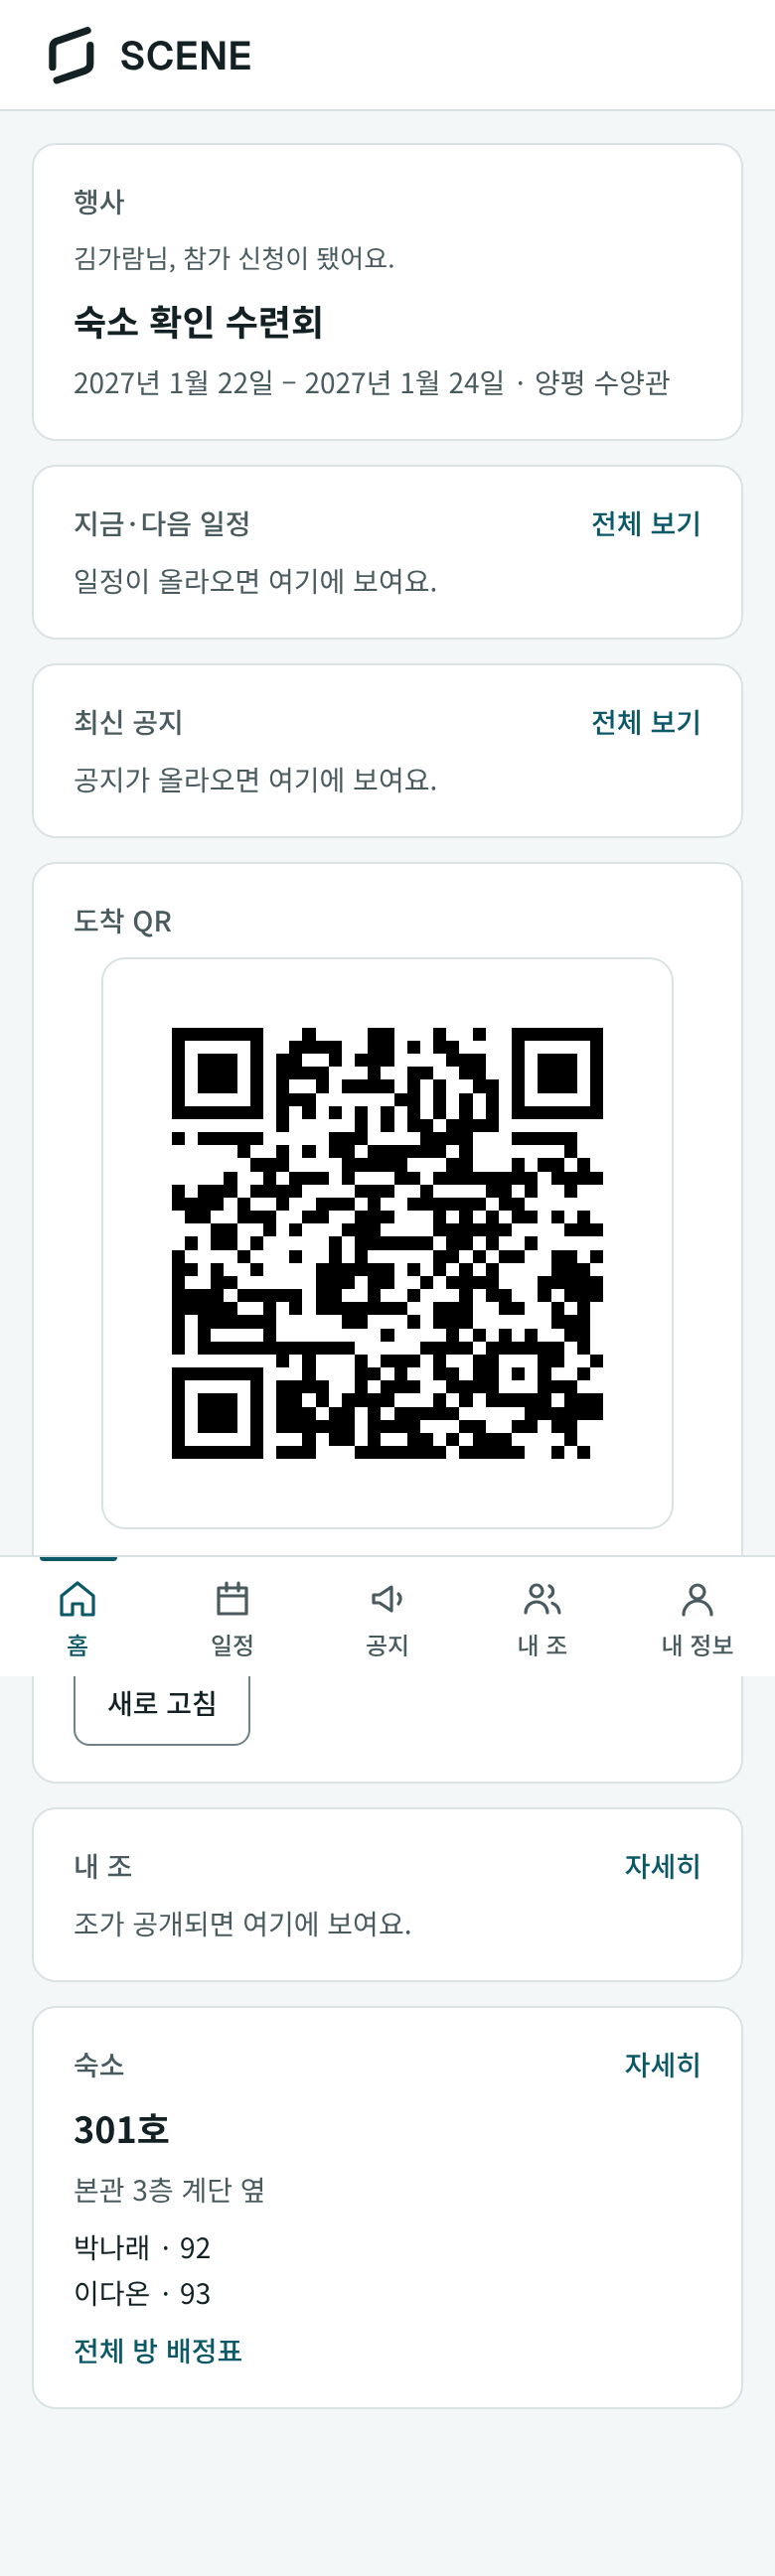 SCENE
행사
김가람님, 참가 신청이 됐어요.
숙소 확인 수련회
2027년 1월 22일 – 2027년 1월 24일 · 양평 수양관
지금·다음 일정
전체 보기
일정이 올라오면 여기에 보여요.
최신 공지
전체 보기
공지가 올라오면 여기에 보여요.
도착 QR
홈
일정
공지
내 조
내 정보
새로 고침
내 조
자세히
조가 공개되면 여기에 보여요.
숙소
자세히
301호
본관 3층 계단 옆
박나래 · 92
이다온 · 93
전체 방 배정표